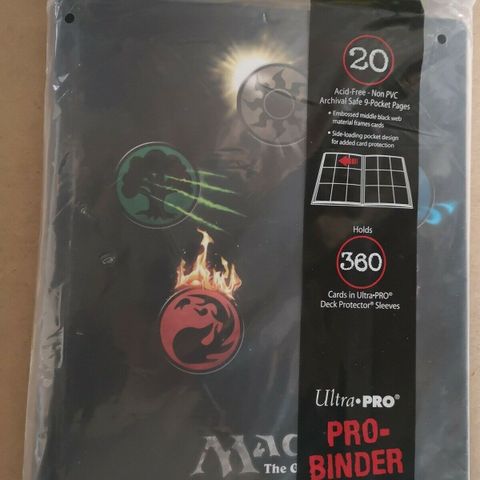 20
Acid-Free - Non PVC
Archival Safe 9-Pocket Pages
• Embossed middle black web
material frames cards
• Side-loading pocket design
for added card protection
Holds
360
Cards in Ultra•PRO®
Deck Protector® Sleeves
Ultra•PRO®
PRO-
BINDER
MAG
The G